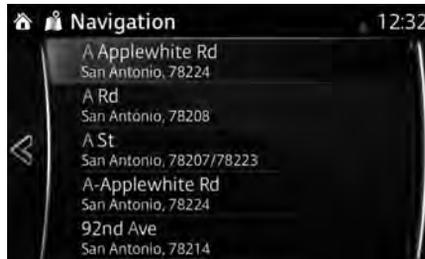 Navigation 12:32
A Applewhite Rd
San Antonio, 78224
A Rd
San Antonio, 78208
A St
San Antonio, 78207/78223
A-Applewhite Rd
San Antonio, 78224
92nd Ave
San Antonio, 78214